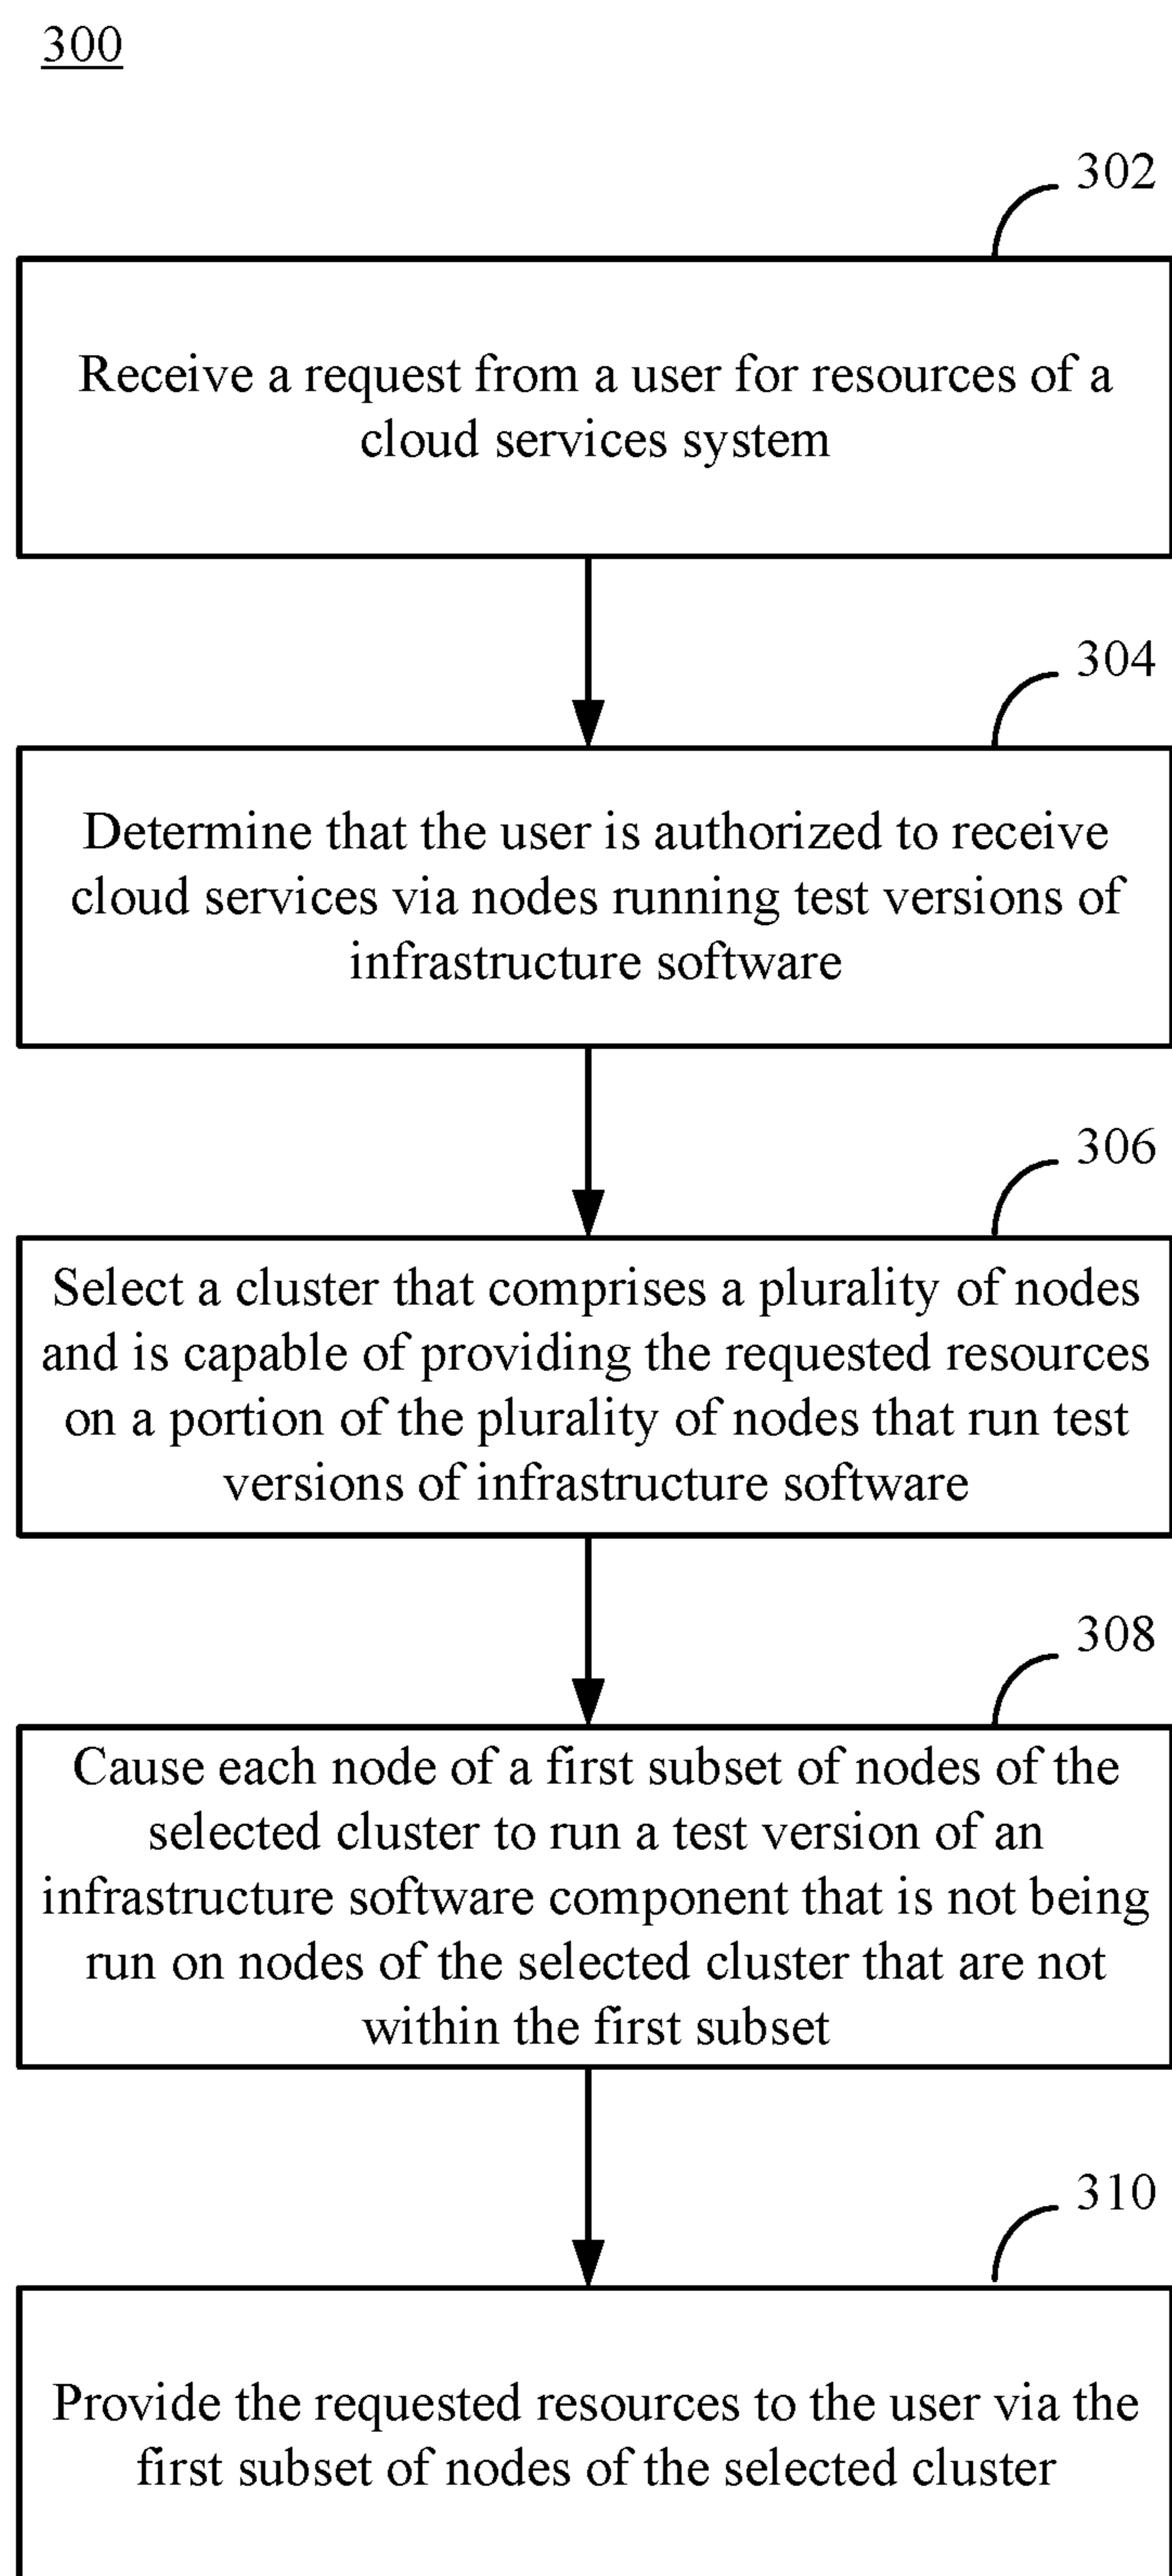 300
302
Receive a request from a user for resources of a
cloud services system
304
Determine that the user is authorized to receive
cloud services via nodes running test versions of
infrastructure software
306
Select a cluster that comprises a plurality of nodes
and is capable of providing the requested resources
on a portion of the plurality of nodes that run test
versions of infrastructure software
308
Cause each node of a first subset of nodes of the
selected cluster to run a test version of an
infrastructure software component that is not being
run on nodes of the selected cluster that are not
within the first subset
310
Provide the requested resources to the user via the
first subset of nodes of the selected cluster